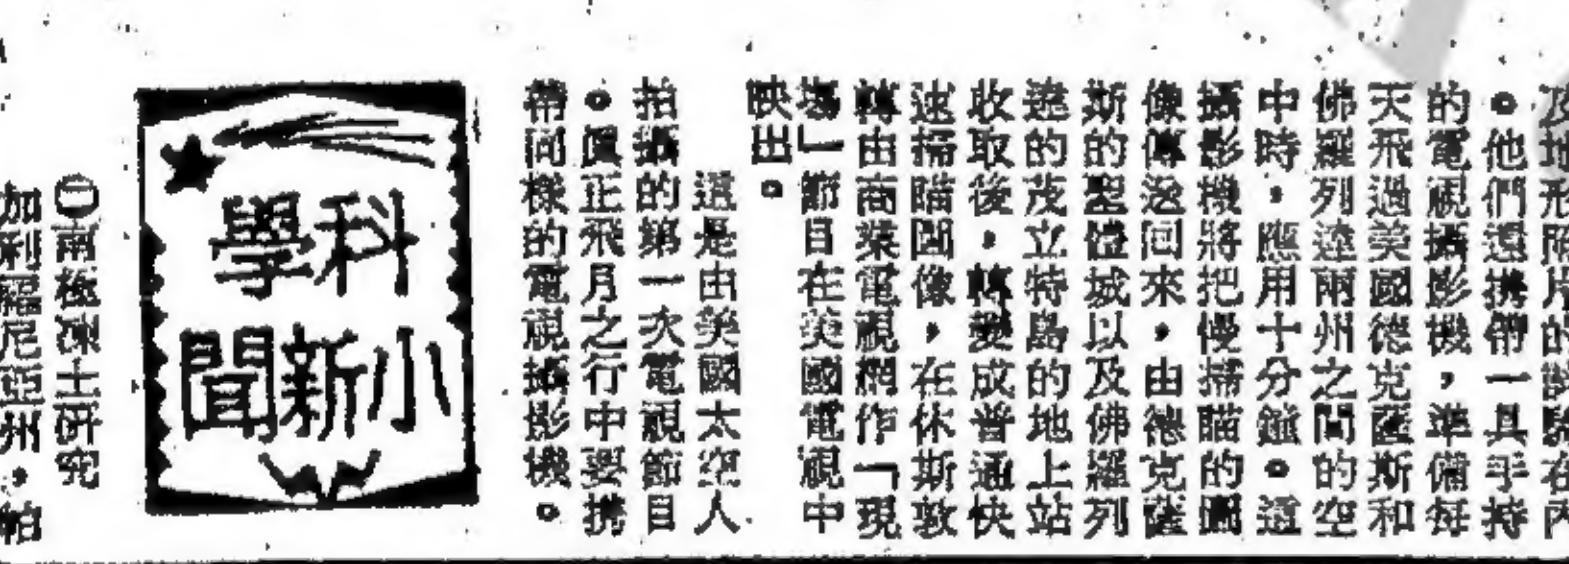 及地形照片的試驗在內
。他們還携帶一具手持
的電視攝影機，準備每
天飛過美國德克薩斯和
佛羅列達兩州之間的空
中時，應用十分鐘。這
攝影機將把慢掃瞄的圖
像傳送回來，由德克薩
斯的聖體城以及佛羅列
達的茂立特島的地上站
收取後，轉變成普通快
速掃瞄圖像，在休斯敦
轉由商業電視網作「現
場」節目在美國電視中
映出。
這是由美國太空人
拍攝的第一次電視節目
。眞正飛月之行中要携
帶同樣的電視攝影機。
科學
小新聞
㊀南極凍土研究
加利福尼亞州，帕